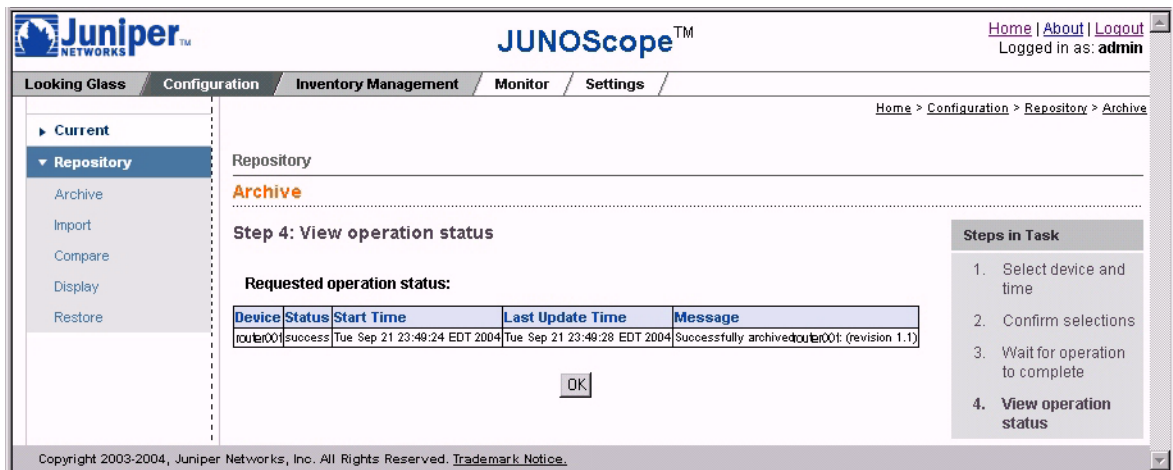 Juniper™
NETWORKS
JUNOScope™
Home | About | Logout
Logged in as: admin
Looking Glass Configuration Inventory Management Monitor Settings
Home > Configuration > Repository > Archive
Current
Repository
Archive
Import
Compare
Display
Restore
Repository
Archive
Step 4: View operation status
Requested operation status:
Device Status Start Time Last Update Time Message
router001 success Tue Sep 21 23:49:24 EDT 2004 Tue Sep 21 23:49:28 EDT 2004 Successfully archived router001: (revision 1.1)
OK
Steps in Task
1. Select device and
time
2. Confirm selections
3. Wait for operation
to complete
4. View operation
status
Copyright 2003-2004, Juniper Networks, Inc. All Rights Reserved. Trademark Notice.